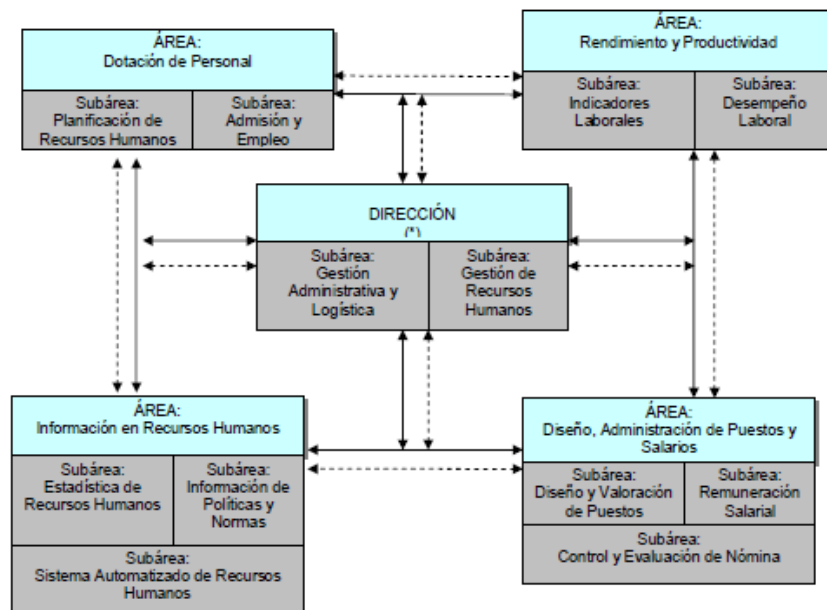 ÁREA:
Dotación de Personal
Subárea:
Planificación de
Recursos Humanos
Subárea:
Admisión y
Empleo
ÁREA:
Rendimiento y Productividad
Subárea:
Indicadores
Laborales
Subárea:
Desempeño
Laboral
DIRECCIÓN
(*)
Subárea:
Gestión
Administrativa y
Logística
Subárea:
Gestión de
Recursos
Humanos
ÁREA:
Información en Recursos Humanos
Subárea:
Estadística de
Recursos Humanos
Subárea:
Información de
Políticas y
Normas
Subárea:
Sistema Automatizado de Recursos
Humanos
ÁREA:
Diseño, Administración de Puestos y
Salarios
Subárea:
Diseño y Valoración
de Puestos
Subárea:
Remuneración
Salarial
Subárea:
Control y Evaluación de Nómina